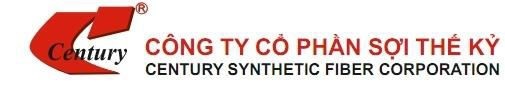 Century®
CÔNG TY CỔ PHẦN SỢI THẾ KỶ
CENTURY SYNTHETIC FIBER CORPORATION